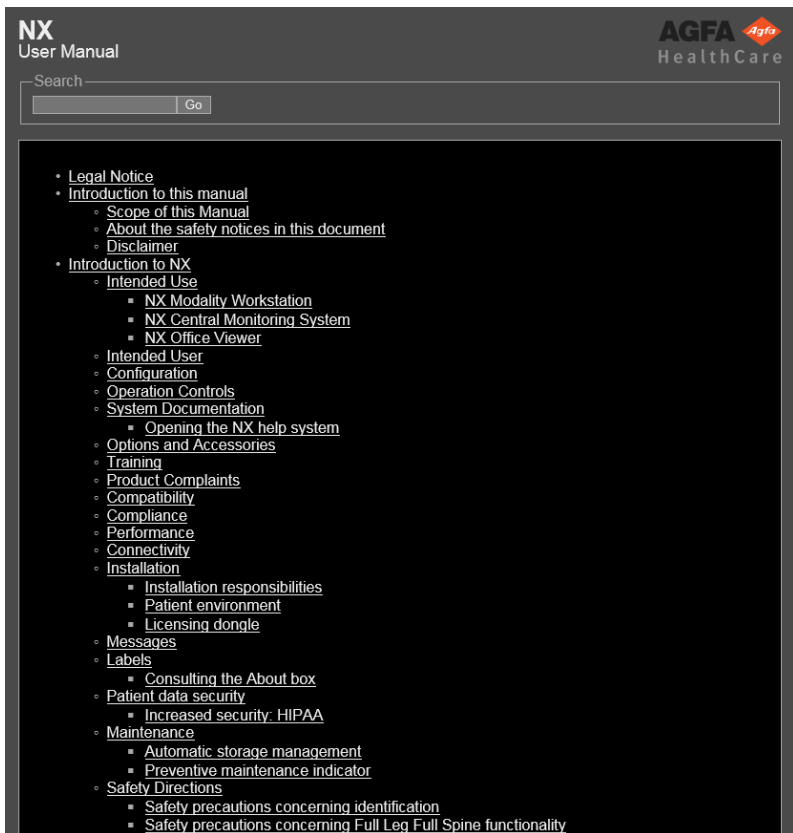 NX
User Manual
AGFA Agfa
HealthCare
Search
Go
• Legal Notice
• Introduction to this manual
◦ Scope of this Manual
◦ About the safety notices in this document
◦ Disclaimer
• Introduction to NX
◦ Intended Use
▪ NX Modality Workstation
▪ NX Central Monitoring System
▪ NX Office Viewer
◦ Intended User
◦ Configuration
◦ Operation Controls
◦ System Documentation
▪ Opening the NX help system
◦ Options and Accessories
◦ Training
◦ Product Complaints
◦ Compatibility
◦ Compliance
◦ Performance
◦ Connectivity
◦ Installation
▪ Installation responsibilities
▪ Patient environment
▪ Licensing dongle
◦ Messages
◦ Labels
▪ Consulting the About box
◦ Patient data security
▪ Increased security: HIPAA
◦ Maintenance
▪ Automatic storage management
▪ Preventive maintenance indicator
◦ Safety Directions
▪ Safety precautions concerning identification
▪ Safety precautions concerning Full Leg Full Spine functionality